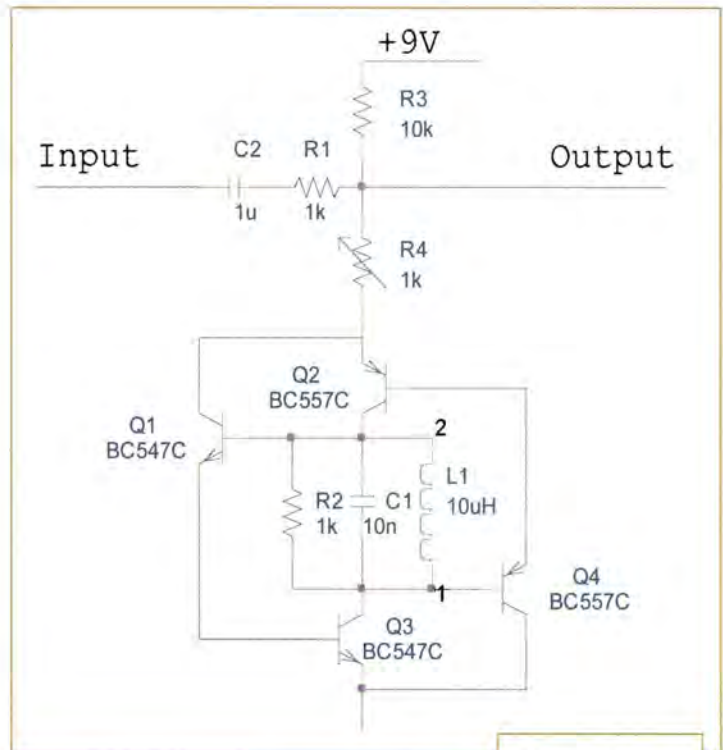 +9V
R3
10k
Input
C2
R1
Output
1u
1k
R4
1k
Q2
BC557C
Q1
BC547C
2
L1
10uH
R2
C1
1k
10n
1
Q4
BC557C
Q3
BC547C